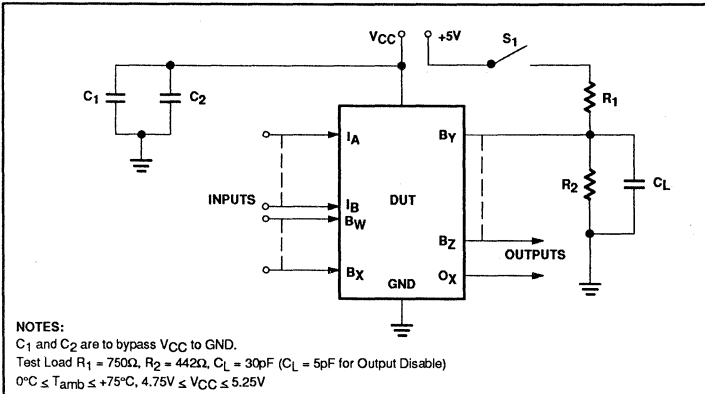 VCC +5V S1
C1 C2 R1
IA BY
INPUTS IB DUT R2 CL
BW
BZ
OUTPUTS
BX GND OX
NOTES:
C1 and C2 are to bypass VCC to GND.
Test Load R1 = 750Ω, R2 = 442Ω, CL = 30pF (CL = 5pF for Output Disable)
0°C ≤ Tamb ≤ +75°C, 4.75V ≤ VCC ≤ 5.25V